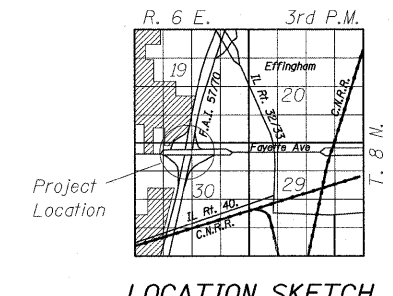 R. 6 E. 3rd P.M.
19
Effingham
20
F.A.I. 57/70
IL Rt. 32/33
C.N.R.R.
T. 8 N.
Fayette Ave
Project
Location
30
29
IL Rt. 40.
C.N.R.R.
LOCATION SKETCH